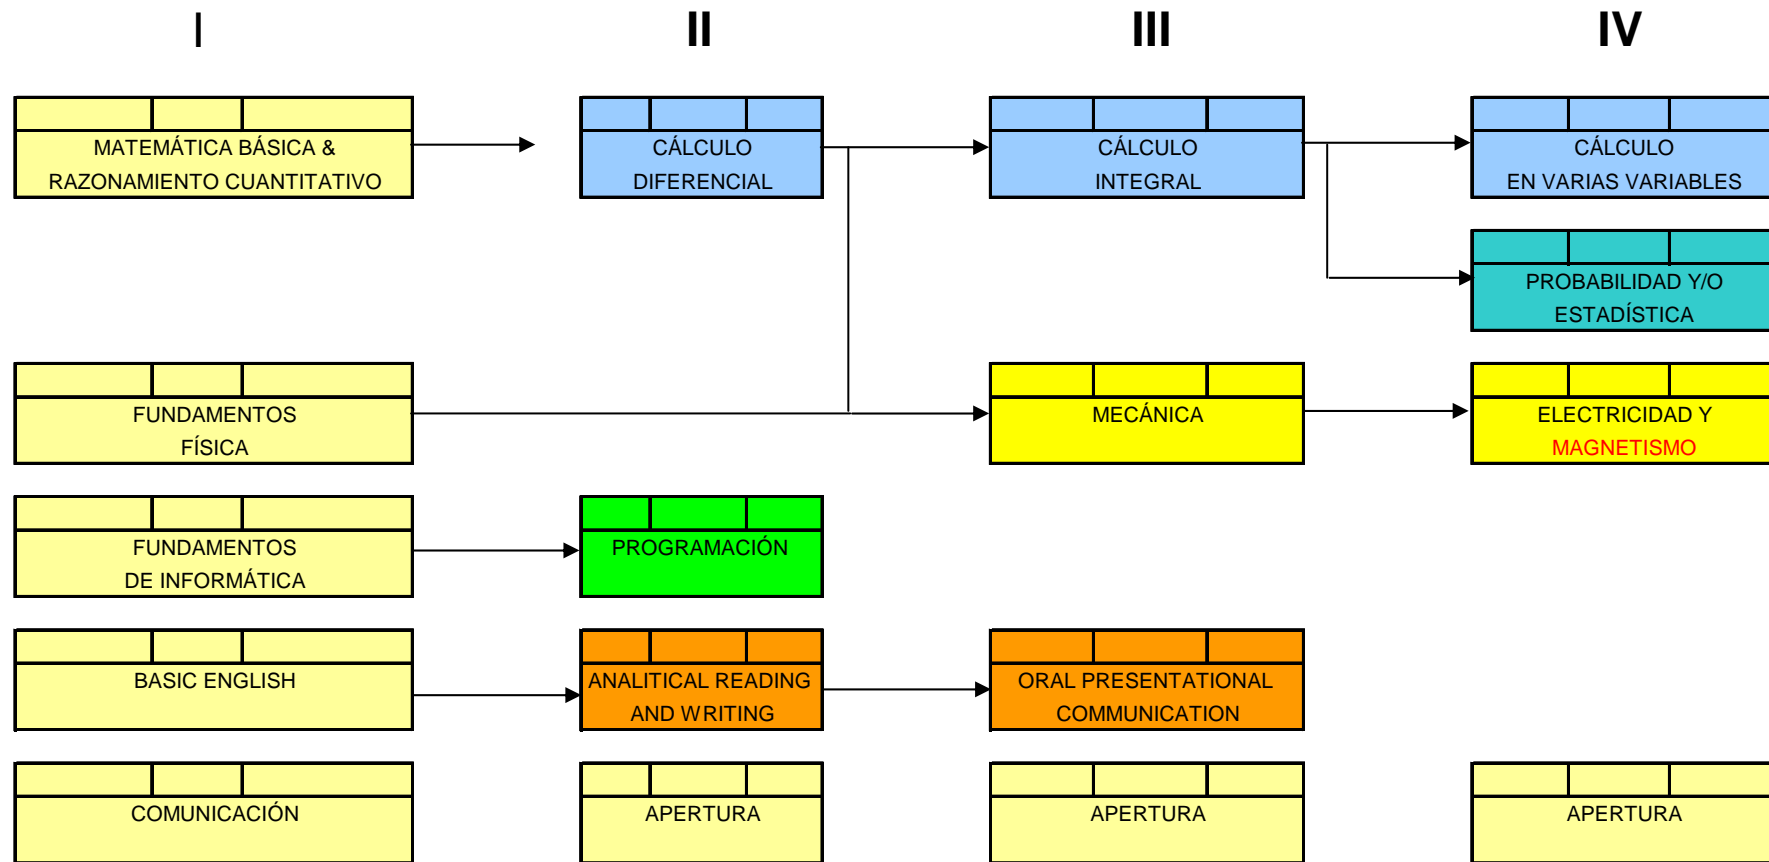 I
II
III
IV
MATEMÁTICA BÁSICA &
RAZONAMIENTO CUANTITATIVO
CÁLCULO
DIFERENCIAL
CÁLCULO
INTEGRAL
CÁLCULO
EN VARIAS VARIABLES
PROBABILIDAD Y/O
ESTADÍSTICA
FUNDAMENTOS
FÍSICA
MECÁNICA
ELECTRICIDAD Y
MAGNETISMO
FUNDAMENTOS
DE INFORMÁTICA
PROGRAMACIÓN
BASIC ENGLISH
ANALITICAL READING
AND WRITING
ORAL PRESENTATIONAL
COMMUNICATION
COMUNICACIÓN
APERTURA
APERTURA
APERTURA